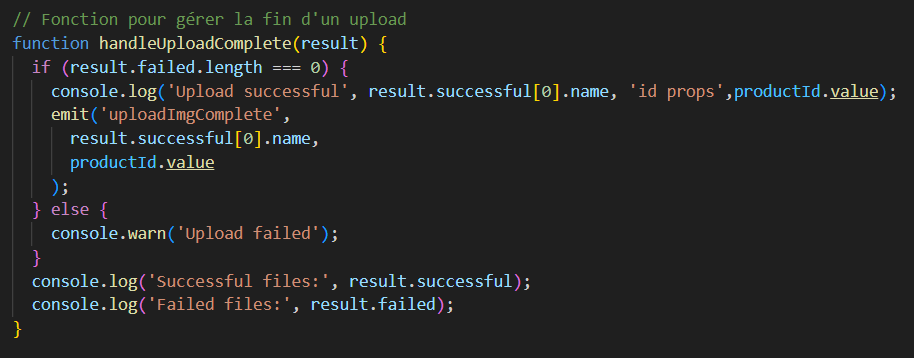 // Fonction pour gérer la fin d'un upload
function handleUploadComplete(result) {
  if (result.failed.length === 0) {
    console.log('Upload successful', result.successful[0].name, 'id props',productId.value);
    emit('uploadImgComplete',
      result.successful[0].name,
      productId.value
    );
  } else {
    console.warn('Upload failed');
  }
  console.log('Successful files:', result.successful);
  console.log('Failed files:', result.failed);
}